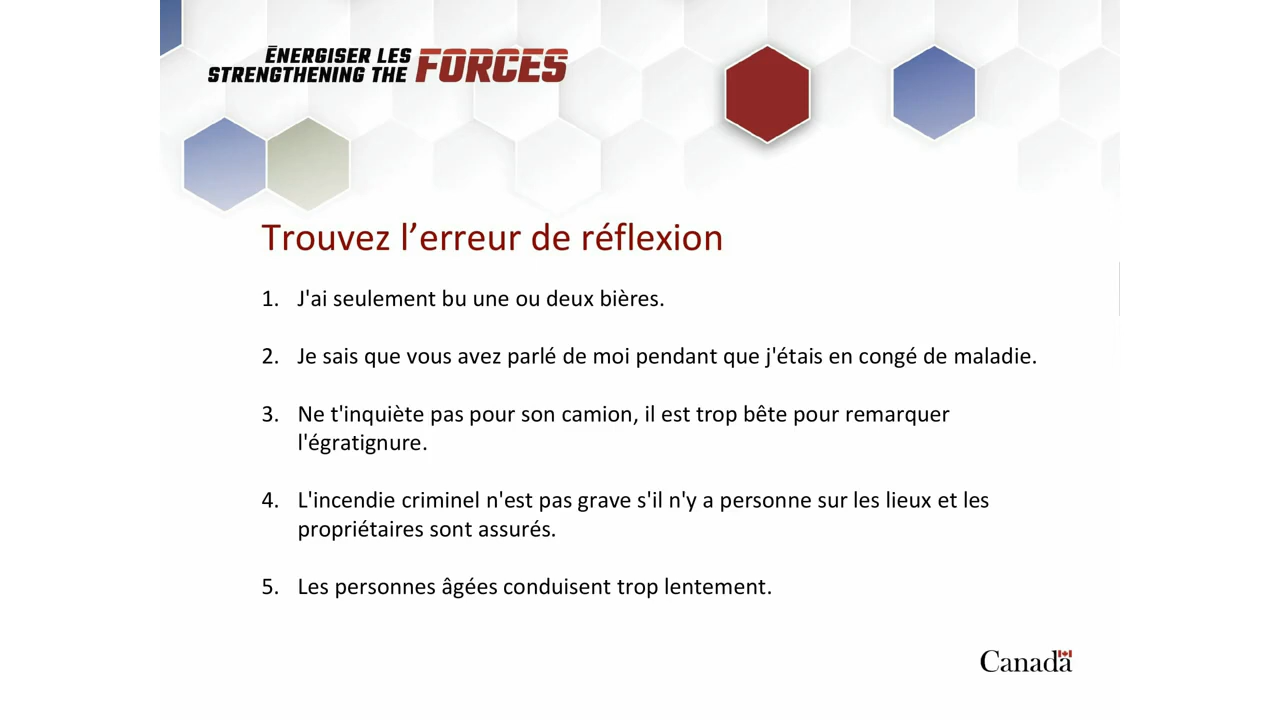 ÉNERGISER LES
STRENGTHENING THE FORCES
Trouvez l’erreur de réflexion
1. J'ai seulement bu une ou deux bières.
2. Je sais que vous avez parlé de moi pendant que j'étais en congé de maladie.
3. Ne t'inquiète pas pour son camion, il est trop bête pour remarquer
l'égratignure.
4. L'incendie criminel n'est pas grave s'il n'y a personne sur les lieux et les
propriétaires sont assurés.
5. Les personnes âgées conduisent trop lentement.
Canada